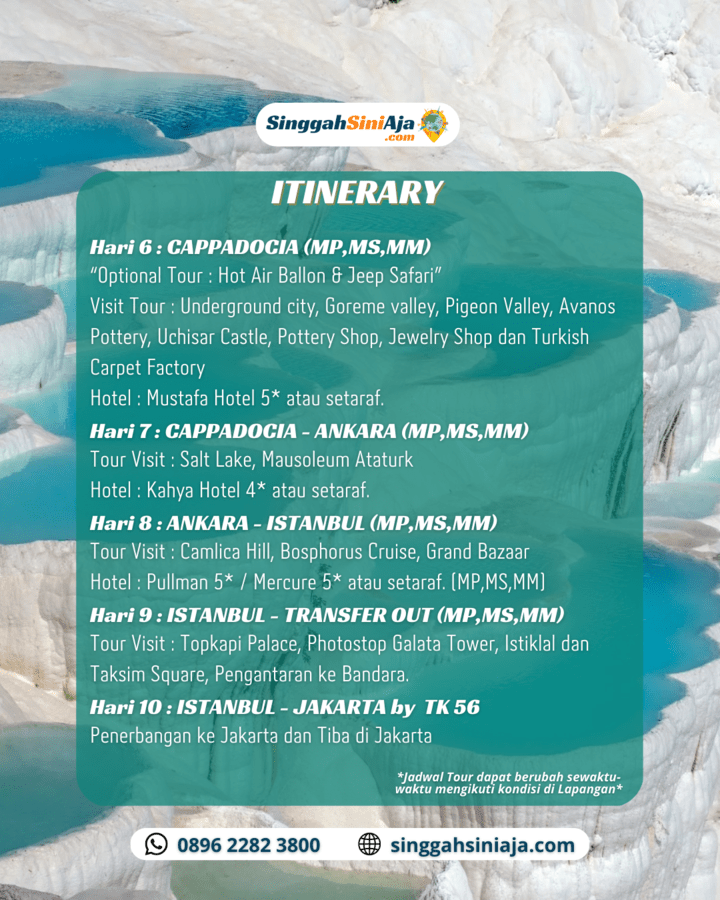 SinggahSiniAja
.com
ITINERARY
Hari 6 : CAPPADOCIA (MP,MS,MM)
“Optional Tour : Hot Air Ballon & Jeep Safari”
Visit Tour : Underground city, Goreme valley, Pigeon Valley, Avanos
Pottery, Uchisar Castle, Pottery Shop, Jewelry Shop dan Turkish
Carpet Factory
Hotel : Mustafa Hotel 5* atau setaraf.
Hari 7 : CAPPADOCIA - ANKARA (MP,MS,MM)
Tour Visit : Salt Lake, Mausoleum Ataturk
Hotel : Kahya Hotel 4* atau setaraf.
Hari 8 : ANKARA - ISTANBUL (MP,MS,MM)
Tour Visit : Camlica Hill, Bosphorus Cruise, Grand Bazaar
Hotel : Pullman 5* / Mercure 5* atau setaraf. (MP,MS,MM)
Hari 9 : ISTANBUL - TRANSFER OUT (MP,MS,MM)
Tour Visit : Topkapi Palace, Photostop Galata Tower, Istiklal dan
Taksim Square, Pengantaran ke Bandara.
Hari 10 : ISTANBUL - JAKARTA by TK 56
Penerbangan ke Jakarta dan Tiba di Jakarta
*Jadwal Tour dapat berubah sewaktu-
waktu mengikuti kondisi di Lapangan*
0896 2282 3800
singgahsiniaja.com